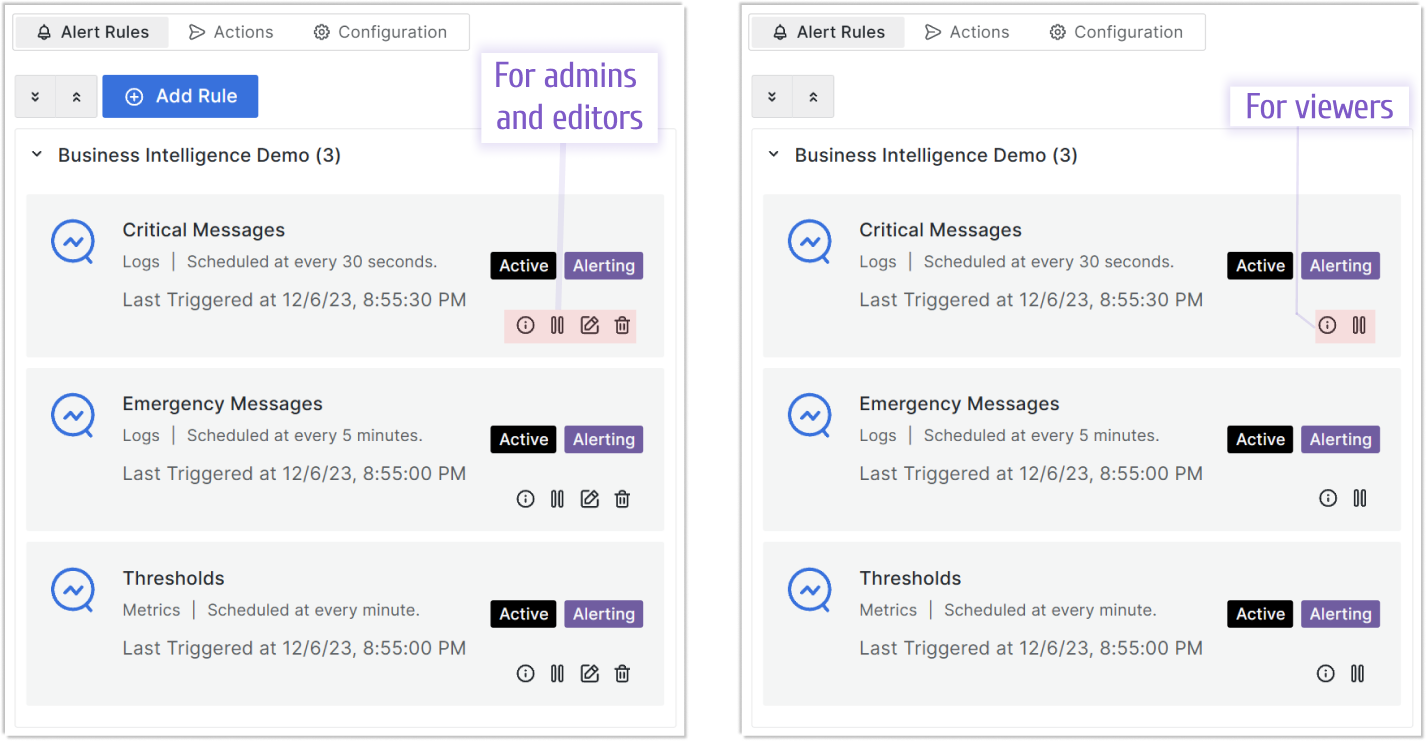 Alert Rules Actions Configuration
For admins
and editors
Add Rule
Business Intelligence Demo (3)
Critical Messages
Logs | Scheduled at every 30 seconds.
Active Alerting
Last Triggered at 12/6/23, 8:55:30 PM
Emergency Messages
Logs | Scheduled at every 5 minutes.
Active Alerting
Last Triggered at 12/6/23, 8:55:00 PM
Thresholds
Metrics | Scheduled at every minute.
Active Alerting
Last Triggered at 12/6/23, 8:55:00 PM
Alert Rules Actions Configuration
For viewers
Business Intelligence Demo (3)
Critical Messages
Logs | Scheduled at every 30 seconds.
Active Alerting
Last Triggered at 12/6/23, 8:55:30 PM
Emergency Messages
Logs | Scheduled at every 5 minutes.
Active Alerting
Last Triggered at 12/6/23, 8:55:00 PM
Thresholds
Metrics | Scheduled at every minute.
Active Alerting
Last Triggered at 12/6/23, 8:55:00 PM